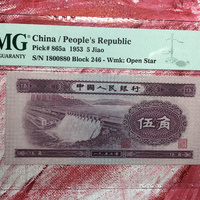 MG
GUARANTY
China / People's Republic
Pick# 865a 1953 5 Jiao
S/N 1800880 Block 246 - Wmk: Open Star
中国人民银行
伍角